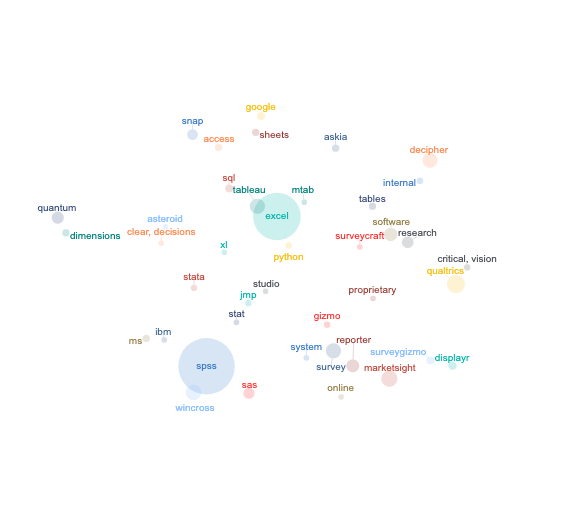 google
snap
sheets
access
askia
decipher
sql
internal
tableau
mtab
tables
quantum
excel
asteroid
software
dimensions
clear, decisions
surveycraft
research
xl
python
critical, vision
qualtrics
stata
studio
proprietary
jmp
stat
gizmo
ibm
ms
reporter
system
surveygizmo
displayr
spss
survey
marketsight
sas
online
wincross